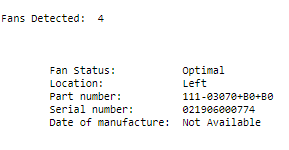 Fans Detected:  4
Fan Status:           Optimal
Location:             Left
Part number:          111-03070+B0+B0
Serial number:        021906000774
Date of manufacture:  Not Available